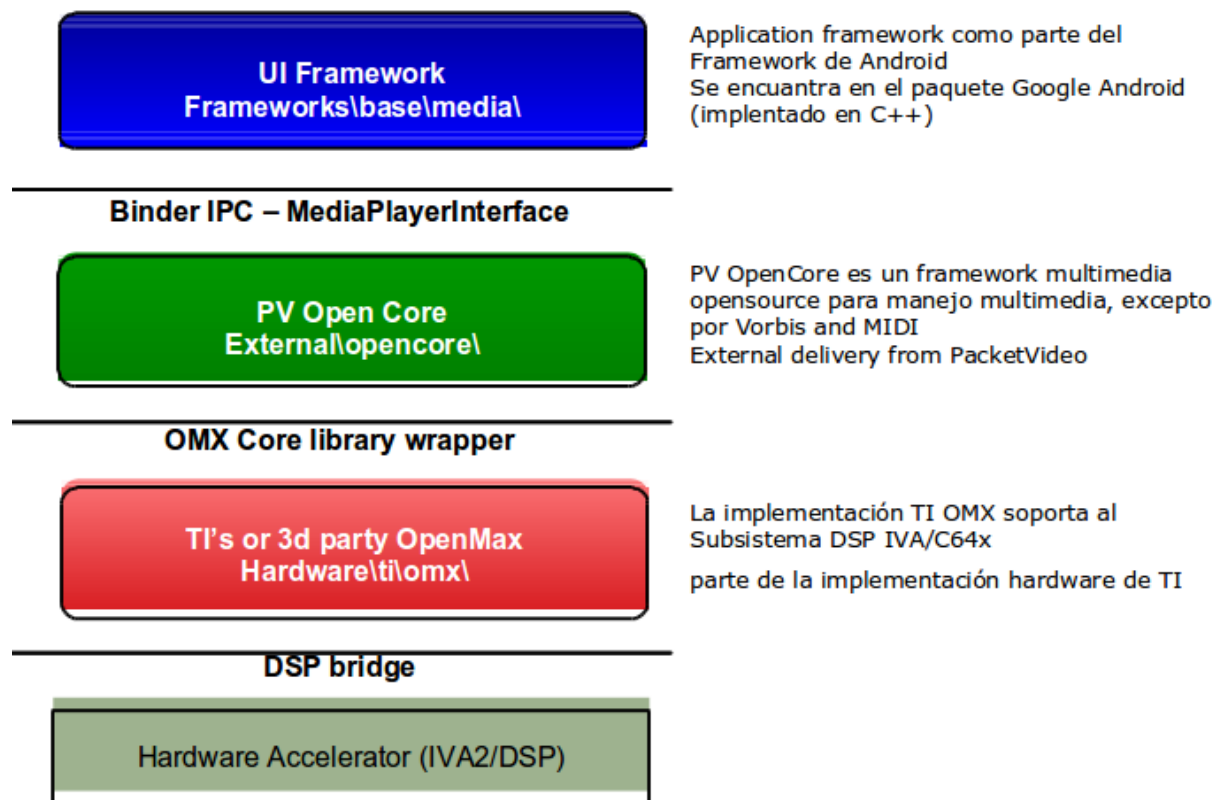 UI Framework
Frameworks\base\media\
Application framework como parte del
Framework de Android
Se encuantra en el paquete Google Android
(implentado en C++)
Binder IPC – MediaPlayerInterface
PV Open Core
External\opencore\
PV OpenCore es un framework multimedia
opensource para manejo multimedia, excepto
por Vorbis and MIDI
External delivery from PacketVideo
OMX Core library wrapper
TI's or 3d party OpenMax
Hardware\ti\omx\
La implementación TI OMX soporta al
Subsistema DSP IVA/C64x
parte de la implementación hardware de TI
DSP bridge
Hardware Accelerator (IVA2/DSP)